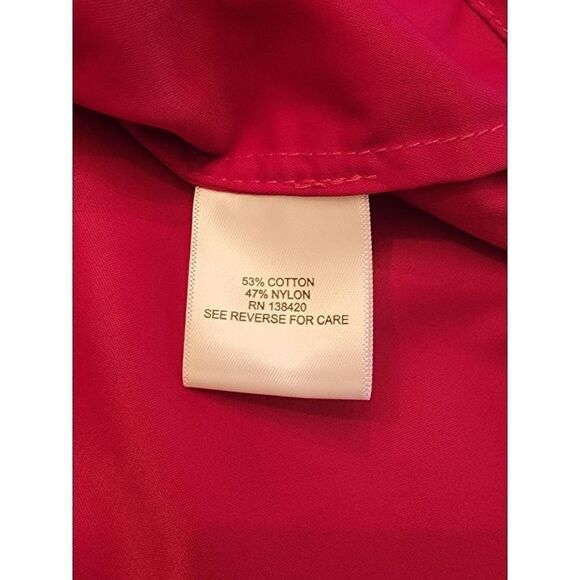 53% COTTON
47% NYLON
RN 138420
SEE REVERSE FOR CARE